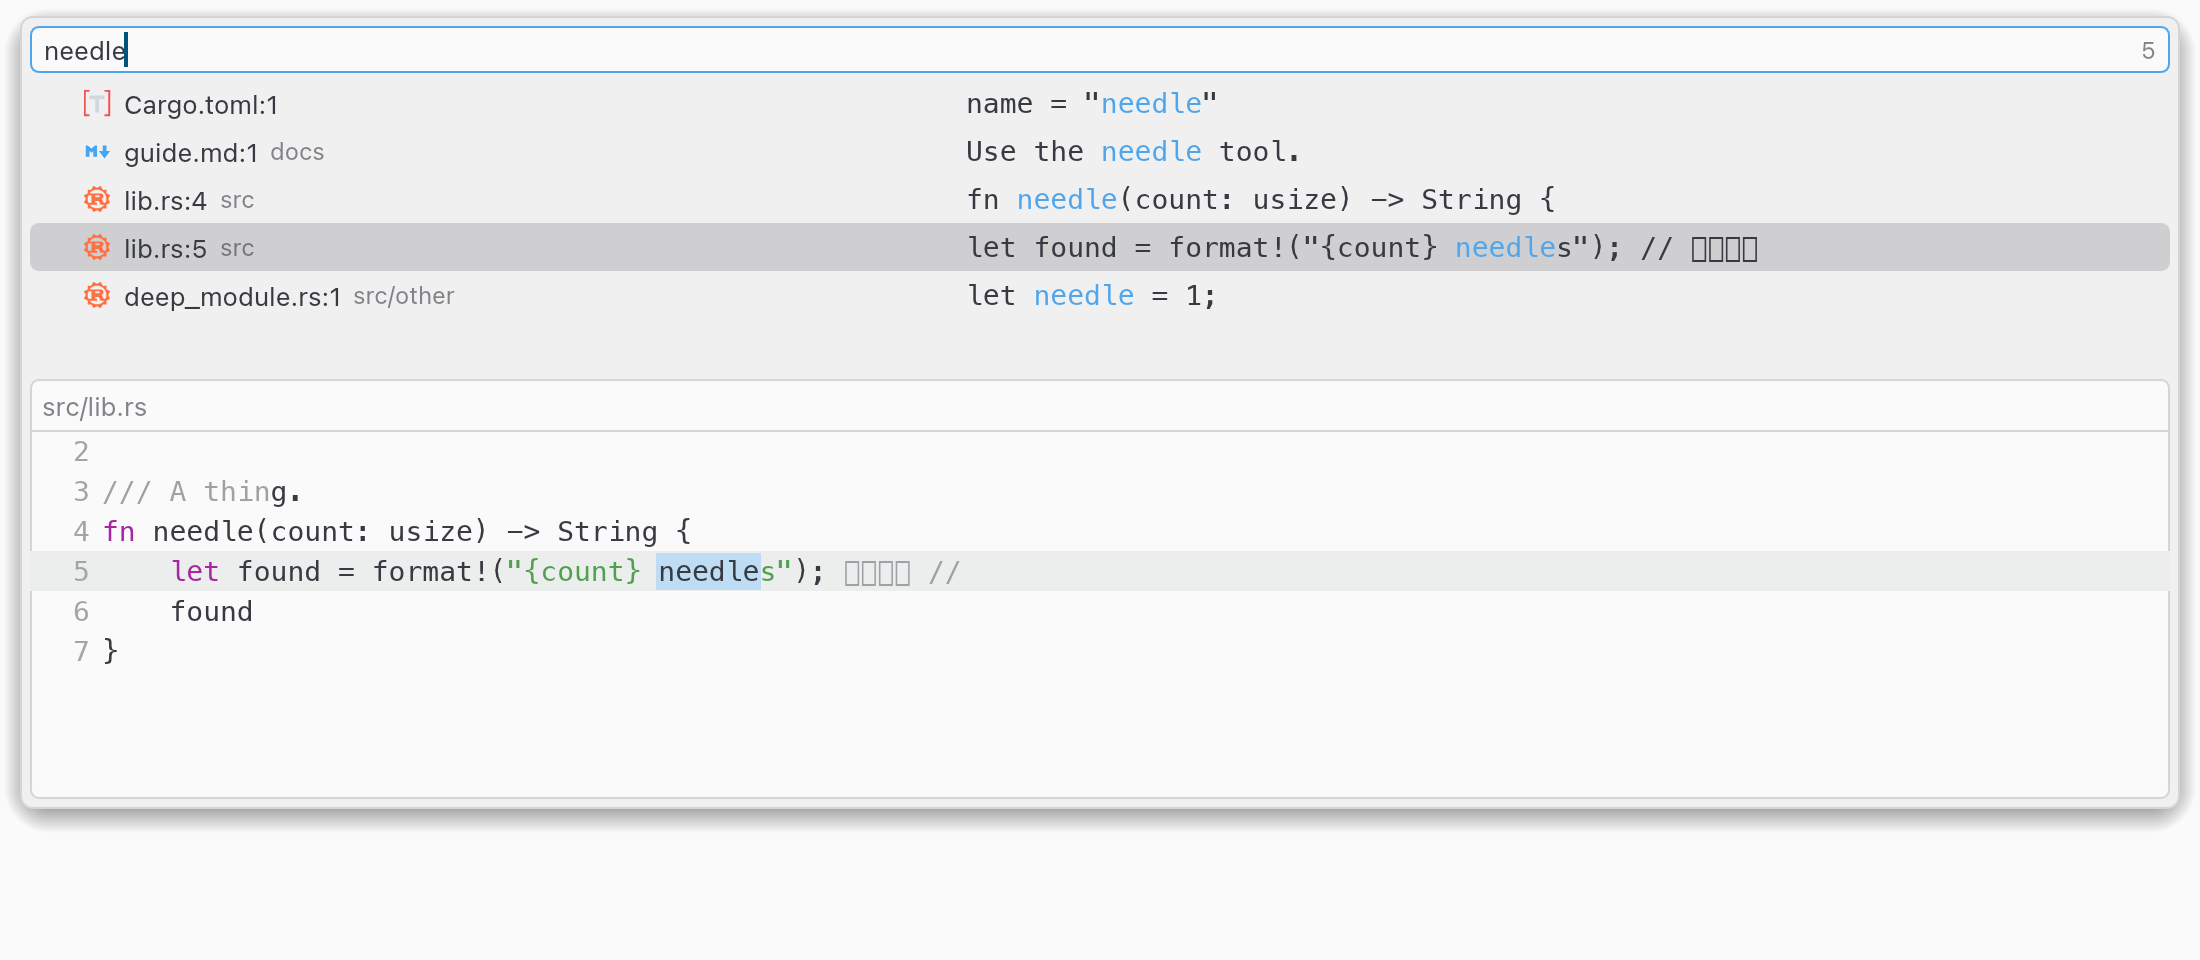 needle 5
Cargo.toml:1 name = "needle"
guide.md:1 docs Use the needle tool.
lib.rs:4 src fn needle(count: usize) -> String {
lib.rs:5 src let found = format!("{count} needles"); //
deep_module.rs:1 src/other let needle = 1;
src/lib.rs
2
3 /// A thing.
4 fn needle(count: usize) -> String {
5 let found = format!("{count} needles"); //
6 found
7 }